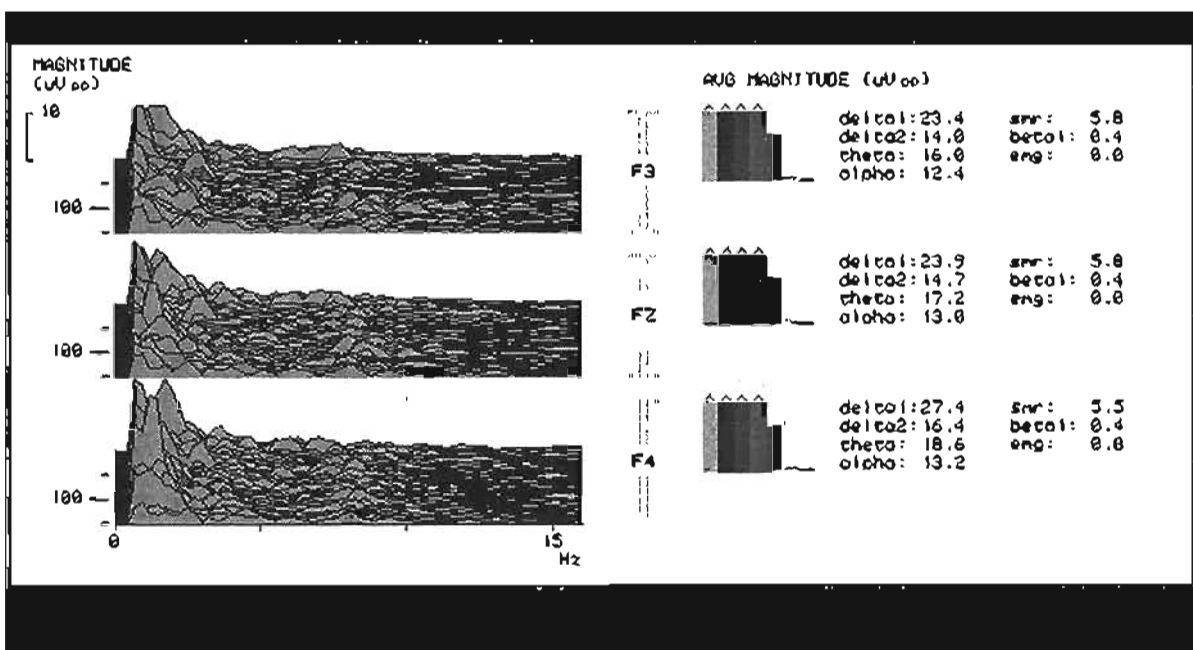 MAGNITUDE
(uV pp)
10
100
100
100
0 15
Hz
F3
FZ
F4
AVG MAGNITUDE (uV pp)
delta1: 23.4 smr: 5.8
delta2: 14.0 beta1: 0.4
theta: 16.0 emg: 0.0
alpha: 12.4
delta1: 23.9 smr: 5.8
delta2: 14.7 beta1: 0.4
theta: 17.2 emg: 0.0
alpha: 13.0
delta1: 27.4 smr: 5.5
delta2: 16.4 beta1: 0.4
theta: 18.6 emg: 0.0
alpha: 13.2